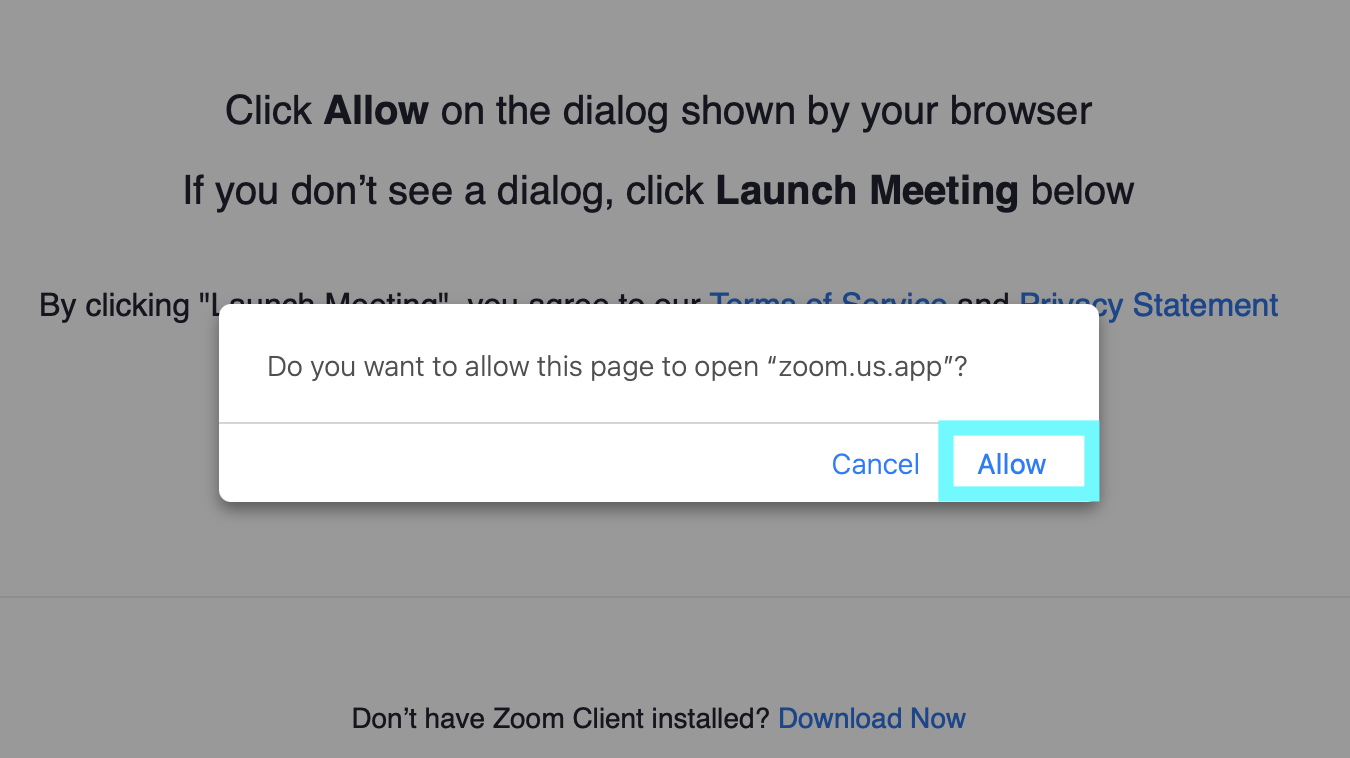 Click Allow on the dialog shown by your browser
If you don’t see a dialog, click Launch Meeting below
By clicking "Launch Meeting", you agree to our Terms of Service and Privacy Statement
Do you want to allow this page to open “zoom.us.app”?
Cancel Allow
Don’t have Zoom Client installed? Download Now